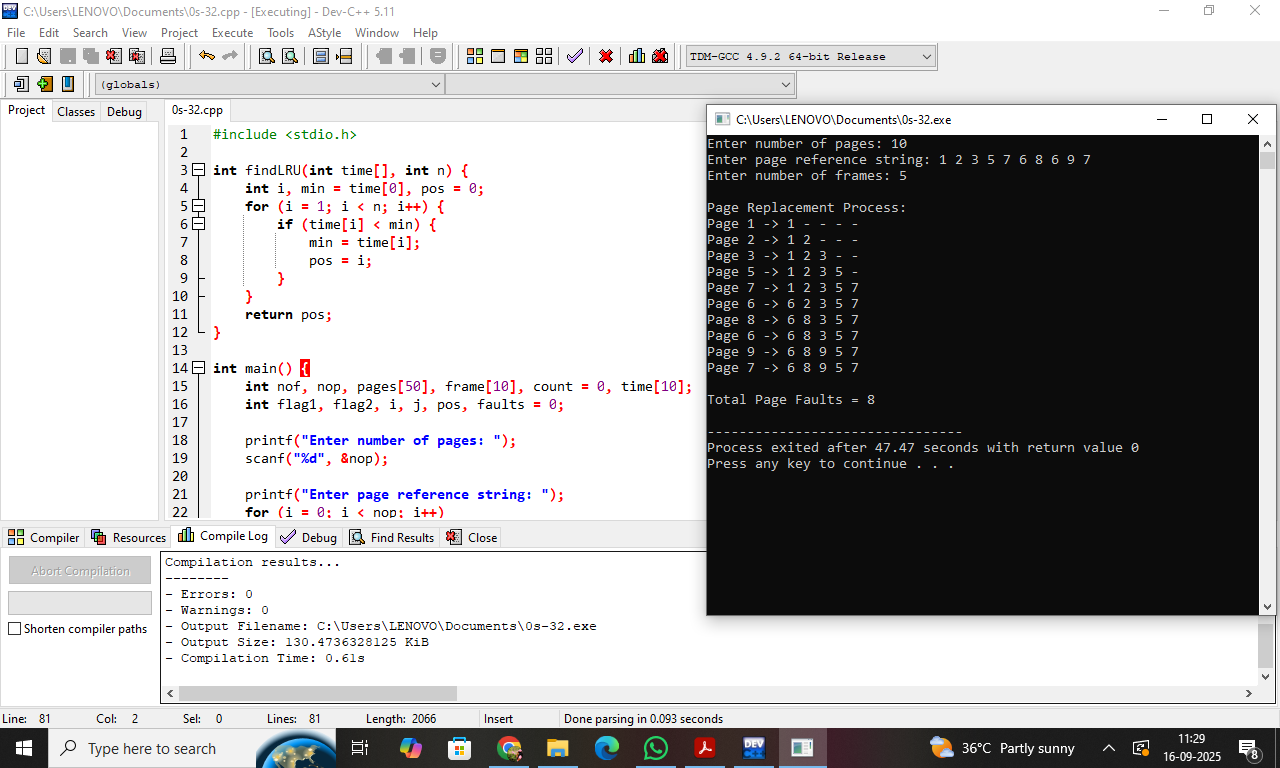 C:\Users\LENOVO\Documents\0s-32.cpp - [Executing] - Dev-C++ 5.11
File Edit Search View Project Execute Tools AStyle Window Help
TDM-GCC 4.9.2 64-bit Release
(globals)
Project Classes Debug
0s-32.cpp
1 #include <stdio.h>
2
3 int findLRU(int time[], int n) {
4 int i, min = time[0], pos = 0;
5 for (i = 1; i < n; i++) {
6 if (time[i] < min) {
7 min = time[i];
8 pos = i;
9 }
10 }
11 return pos;
12 }
13
14 int main() {
15 int nof, nop, pages[50], frame[10], count = 0, time[10];
16 int flag1, flag2, i, j, pos, faults = 0;
17
18 printf("Enter number of pages: ");
19 scanf("%d", &nop);
20
21 printf("Enter page reference string: ");
22 for (i = 0; i < nop; i++)
C:\Users\LENOVO\Documents\0s-32.exe
Enter number of pages: 10
Enter page reference string: 1 2 3 5 7 6 8 6 9 7
Enter number of frames: 5
Page Replacement Process:
Page 1 -> 1 - - - -
Page 2 -> 1 2 - - -
Page 3 -> 1 2 3 - -
Page 5 -> 1 2 3 5 -
Page 7 -> 1 2 3 5 7
Page 6 -> 6 2 3 5 7
Page 8 -> 6 8 3 5 7
Page 6 -> 6 8 3 5 7
Page 9 -> 6 8 9 5 7
Page 7 -> 6 8 9 5 7
Total Page Faults = 8
--------------------------------
Process exited after 47.47 seconds with return value 0
Press any key to continue . . .
Compiler Resources Compile Log Debug Find Results Close
Abort Compilation
Shorten compiler paths
Compilation results...
--------
- Errors: 0
- Warnings: 0
- Output Filename: C:\Users\LENOVO\Documents\0s-32.exe
- Output Size: 130.4736328125 KiB
- Compilation Time: 0.61s
Line: 81 Col: 2 Sel: 0 Lines: 81 Length: 2066 Insert Done parsing in 0.093 seconds
Type here to search
DEV
36°C Partly sunny
11:29
16-09-2025
8